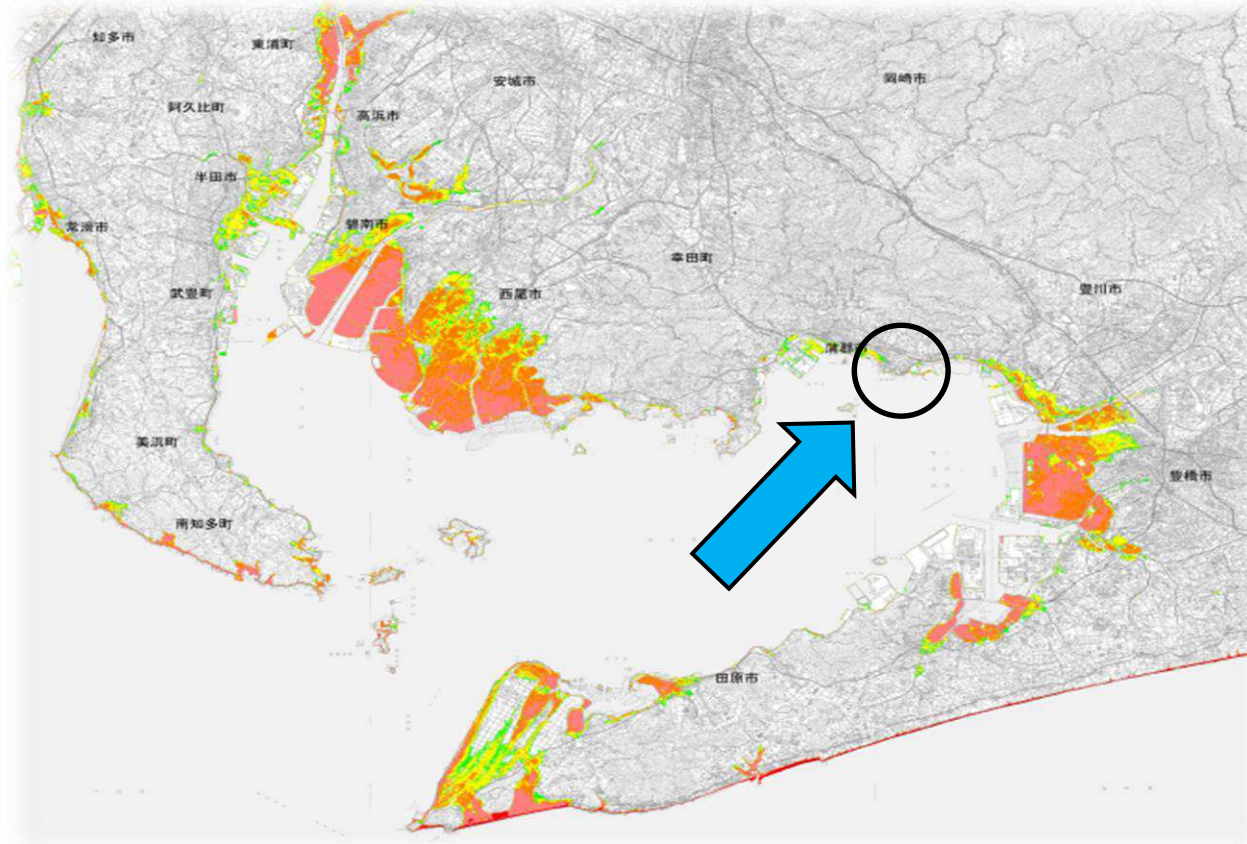 知多市
東浦町
安城市
岡崎市
阿久比町
高浜市
半田市
碧南市
常滑市
幸田町
武豊町
西尾市
豊川市
蒲郡市
美浜町
豊橋市
南知多町
田原市